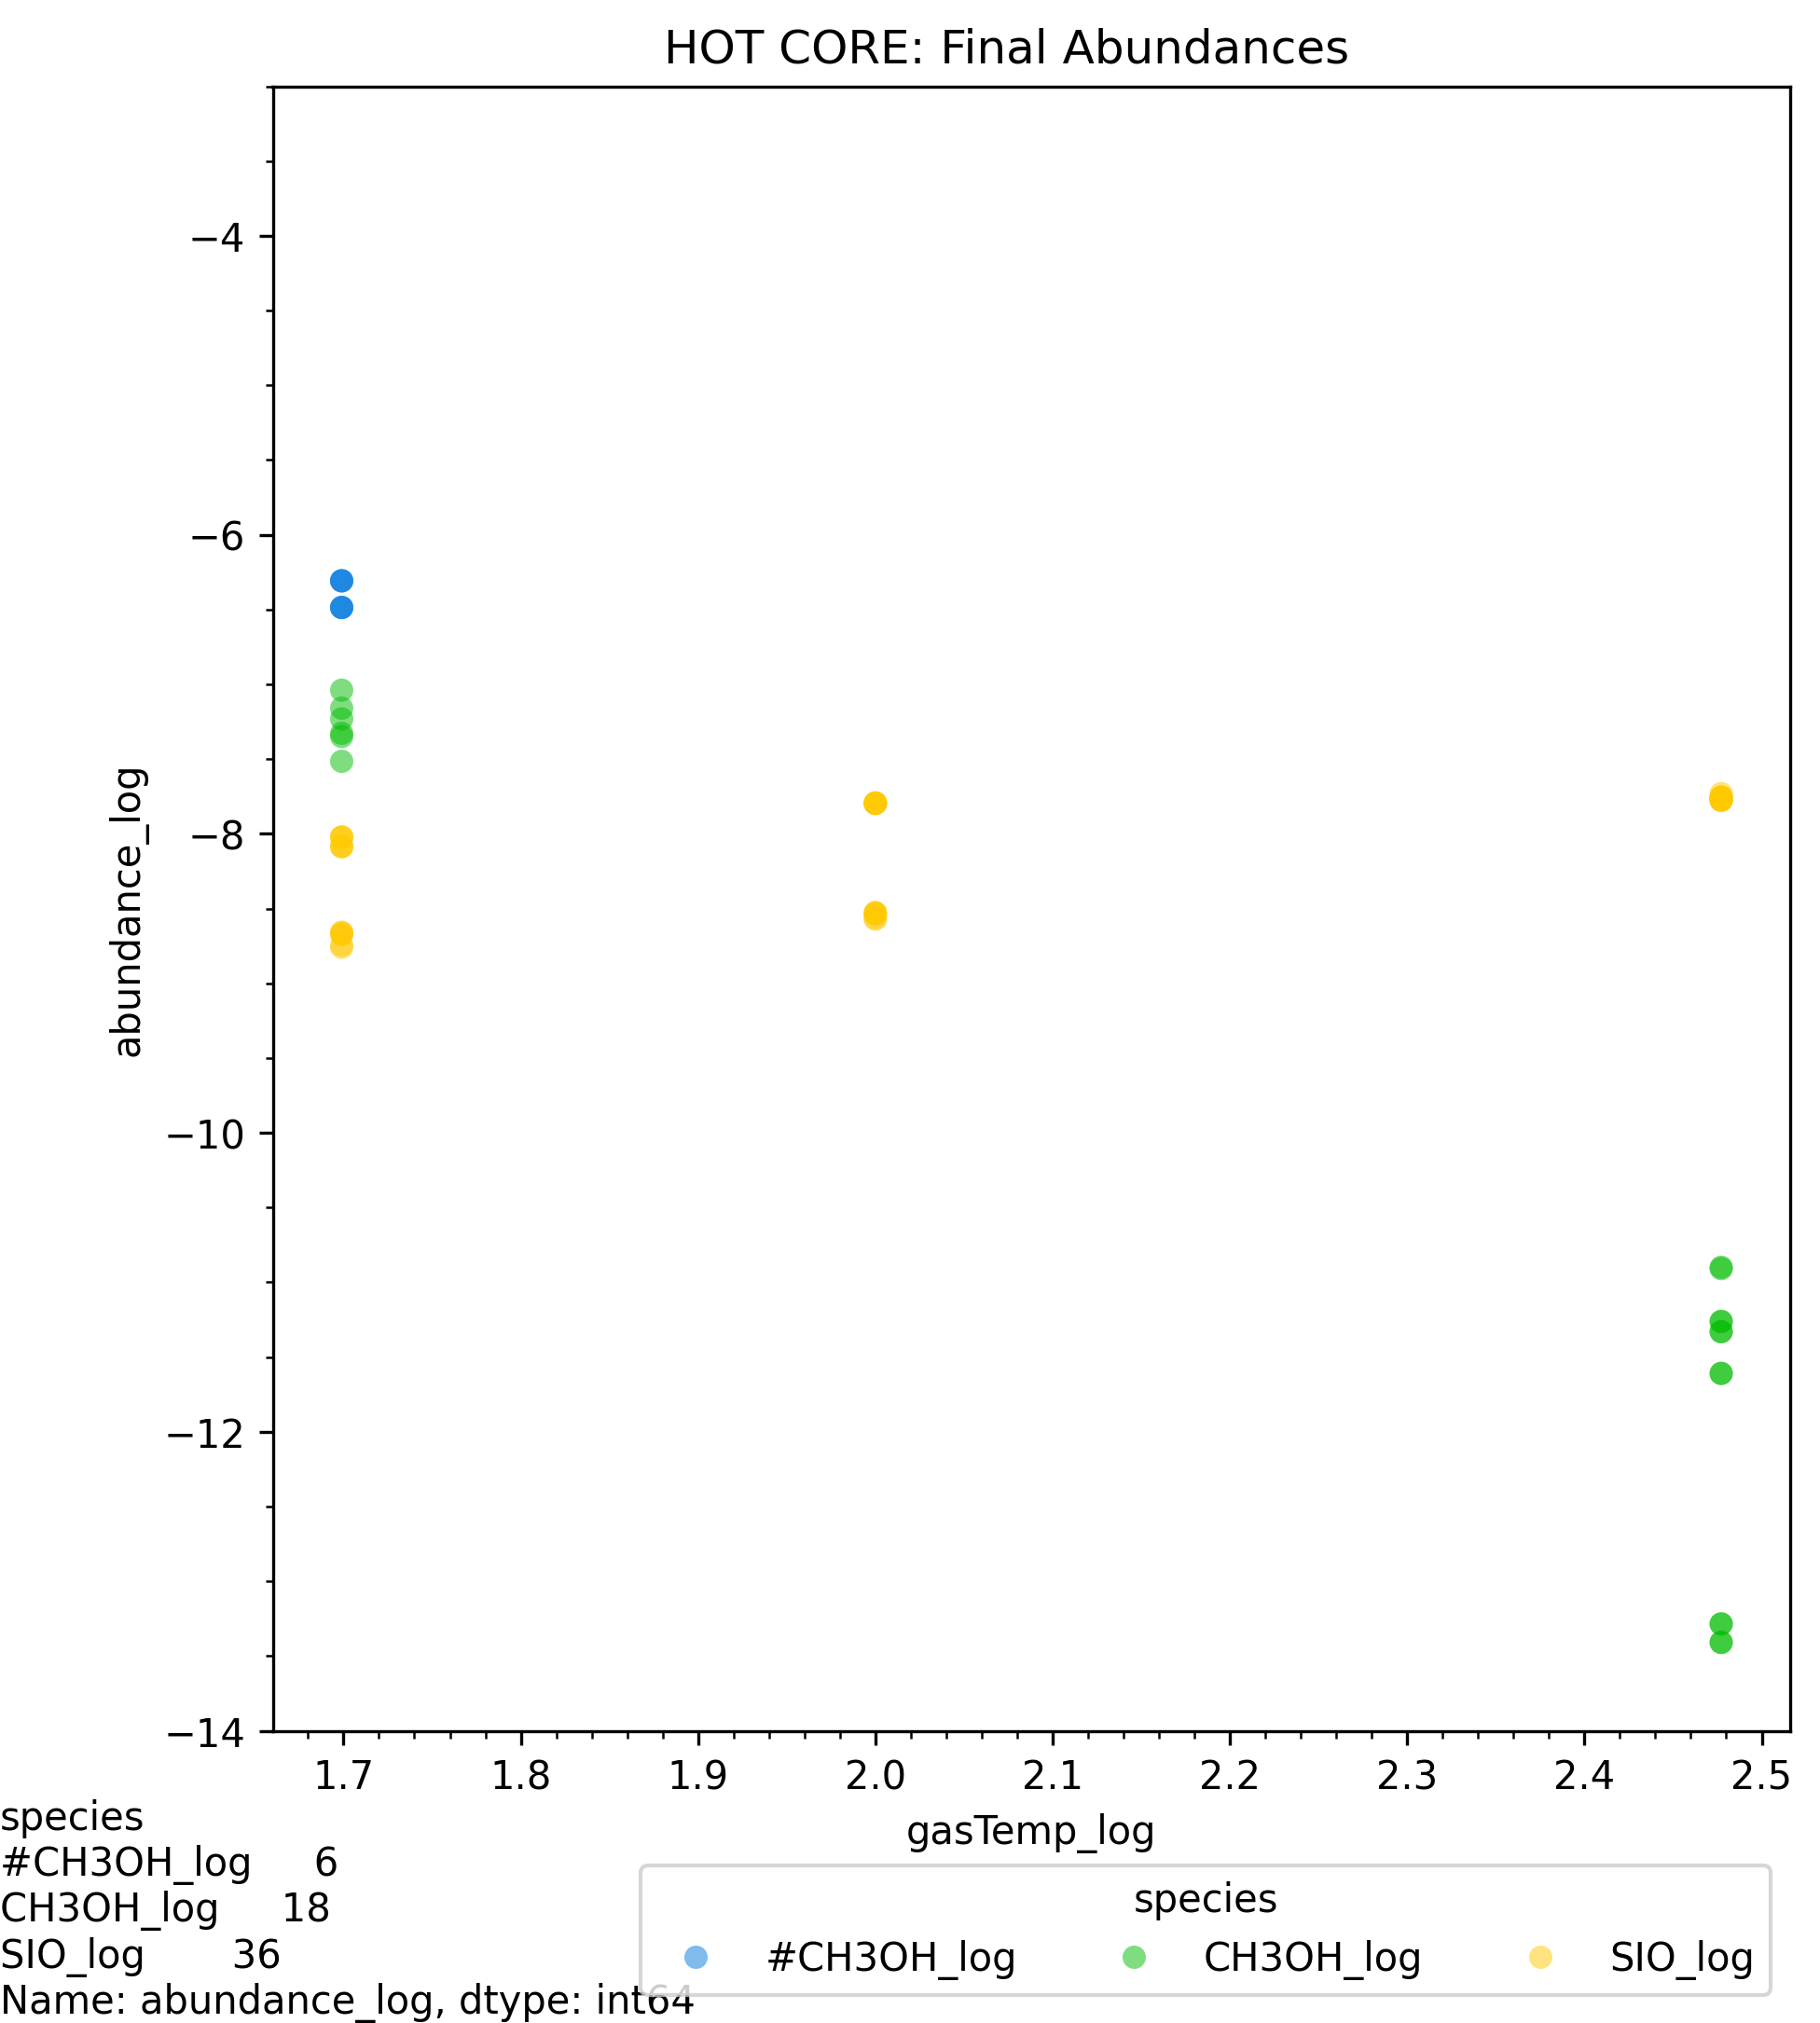 HOT CORE: Final Abundances
−4
−6
−8
−10
−12
−14
abundance_log
1.7 1.8 1.9 2.0 2.1 2.2 2.3 2.4 2.5
gasTemp_log
species
#CH3OH_log 6
CH3OH_log 18
SIO_log 36
Name: abundance_log, dtype: int64
species
#CH3OH_log CH3OH_log SIO_log